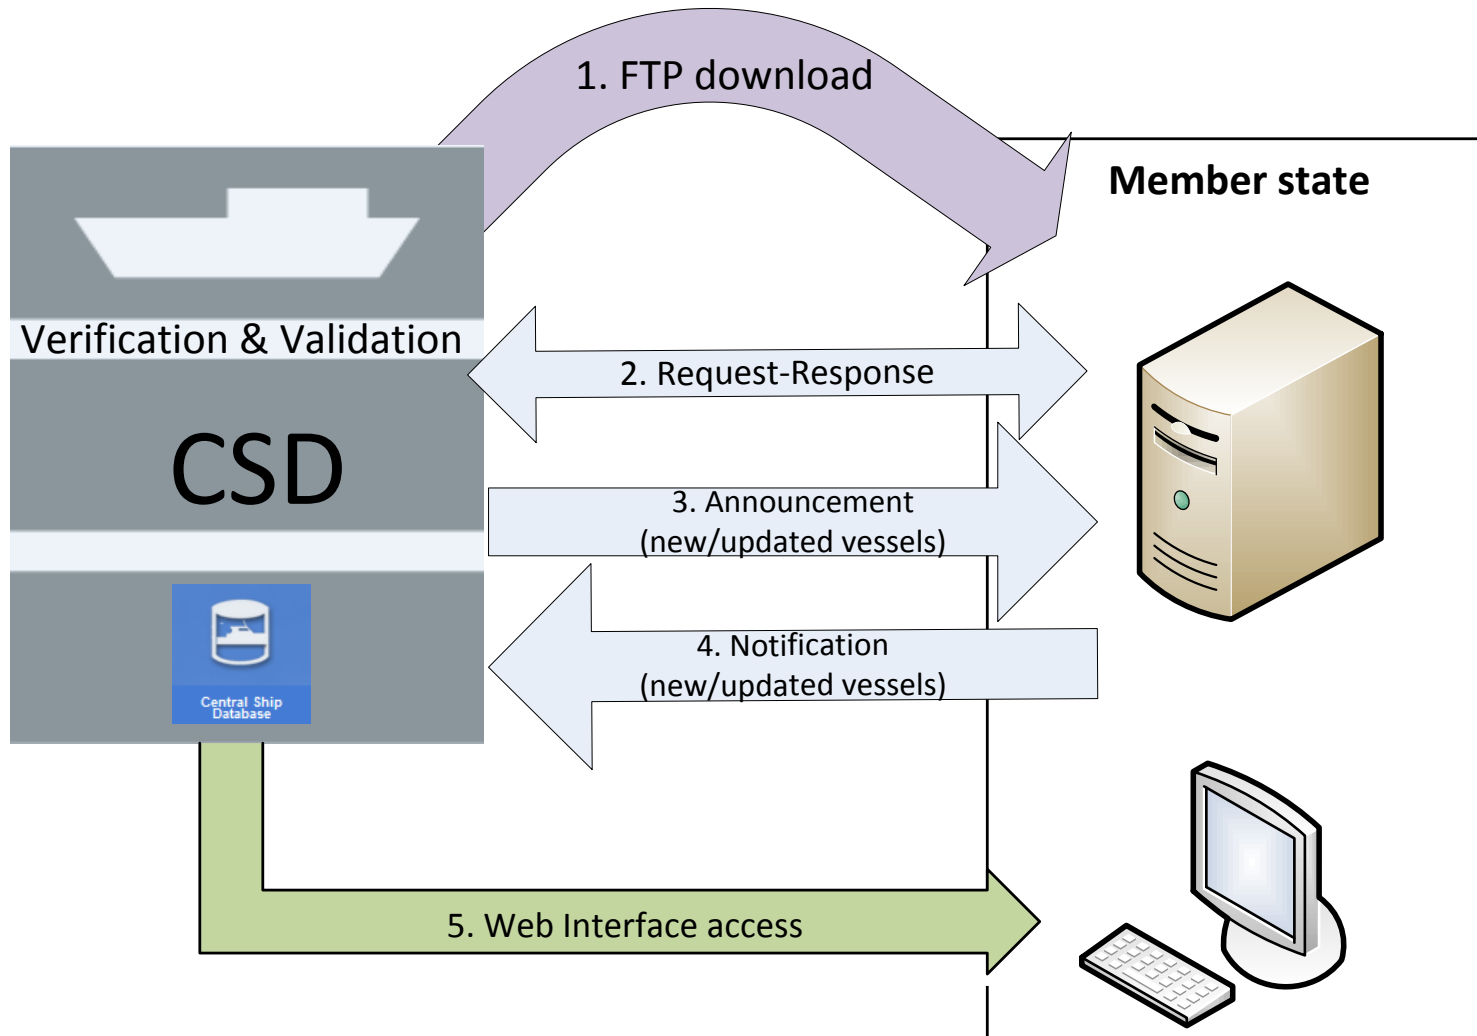 1. FTP download
Member state
Verification & Validation
2. Request-Response
CSD
3. Announcement
(new/updated vessels)
4. Notification
(new/updated vessels)
Central Ship
Database
5. Web Interface access